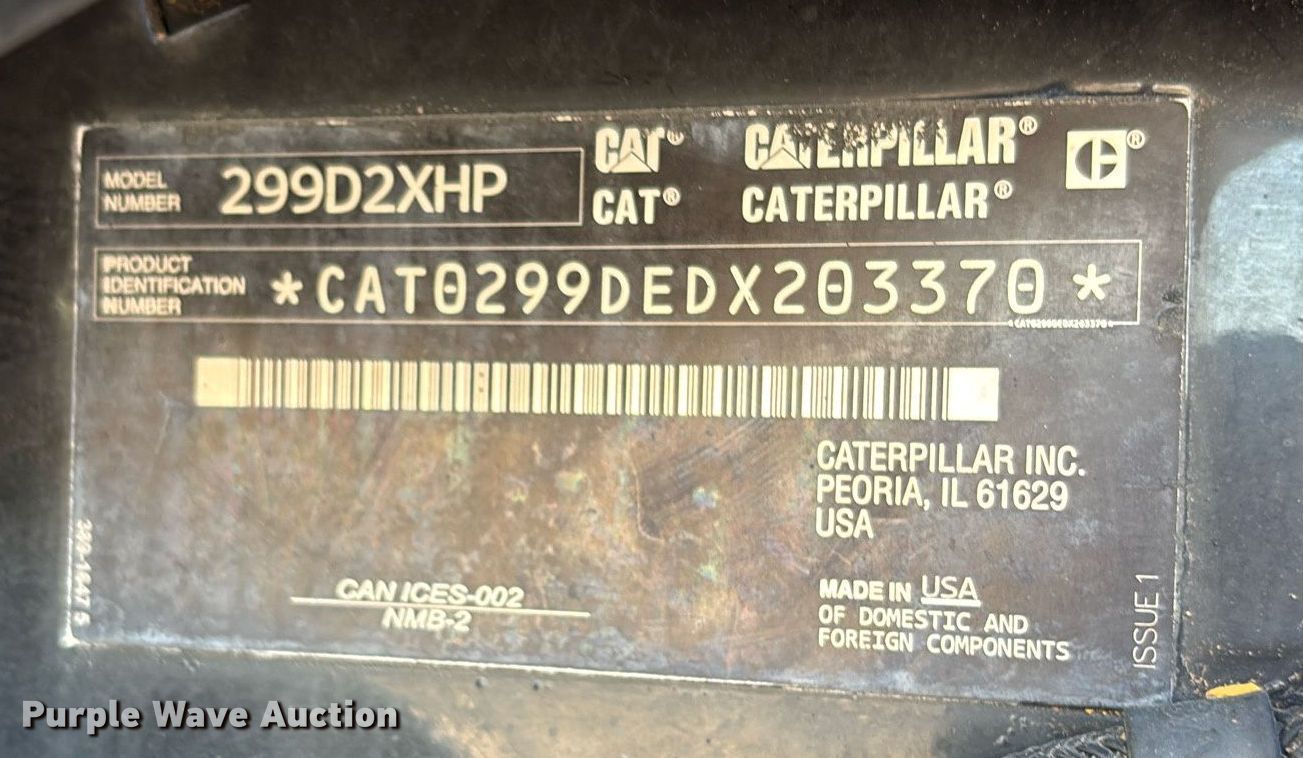 MODEL NUMBER 299D2XHP
CAT® CATERPILLAR® ®
CAT® CATERPILLAR®
PRODUCT IDENTIFICATION NUMBER *CAT0299DEDX203370*
*CAT0299DEDX203370*
CATERPILLAR INC.
PEORIA, IL 61629
USA
CAN ICES-002
NMB-2
MADE IN USA
OF DOMESTIC AND
FOREIGN COMPONENTS
ISSUE 1
Purple Wave Auction